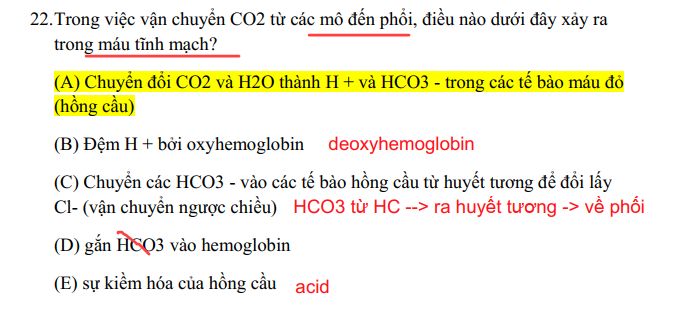 22.Trong việc vận chuyển CO2 từ các mô đến phổi, điều nào dưới đây xảy ra
trong máu tĩnh mạch?
(A) Chuyển đổi CO2 và H2O thành H + và HCO3 - trong các tế bào máu đỏ
(hồng cầu)
(B) Đệm H + bởi oxyhemoglobin deoxyhemoglobin
(C) Chuyển các HCO3 - vào các tế bào hồng cầu từ huyết tương để đổi lấy
Cl- (vận chuyển ngược chiều) HCO3 từ HC --> ra huyết tương -> về phổi
(D) gắn HCO3 vào hemoglobin
(E) sự kiềm hóa của hồng cầu acid